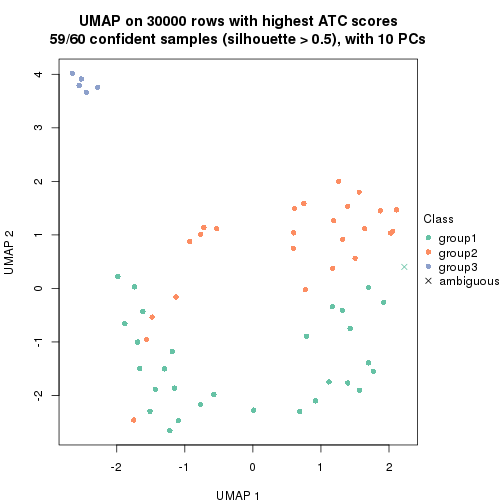 UMAP on 30000 rows with highest ATC scores
59/60 confident samples (silhouette > 0.5), with 10 PCs
4
3
2
1
0
-1
-2
UMAP 2
-2
-1
0
1
2
UMAP 1
Class
group1
group2
group3
ambiguous